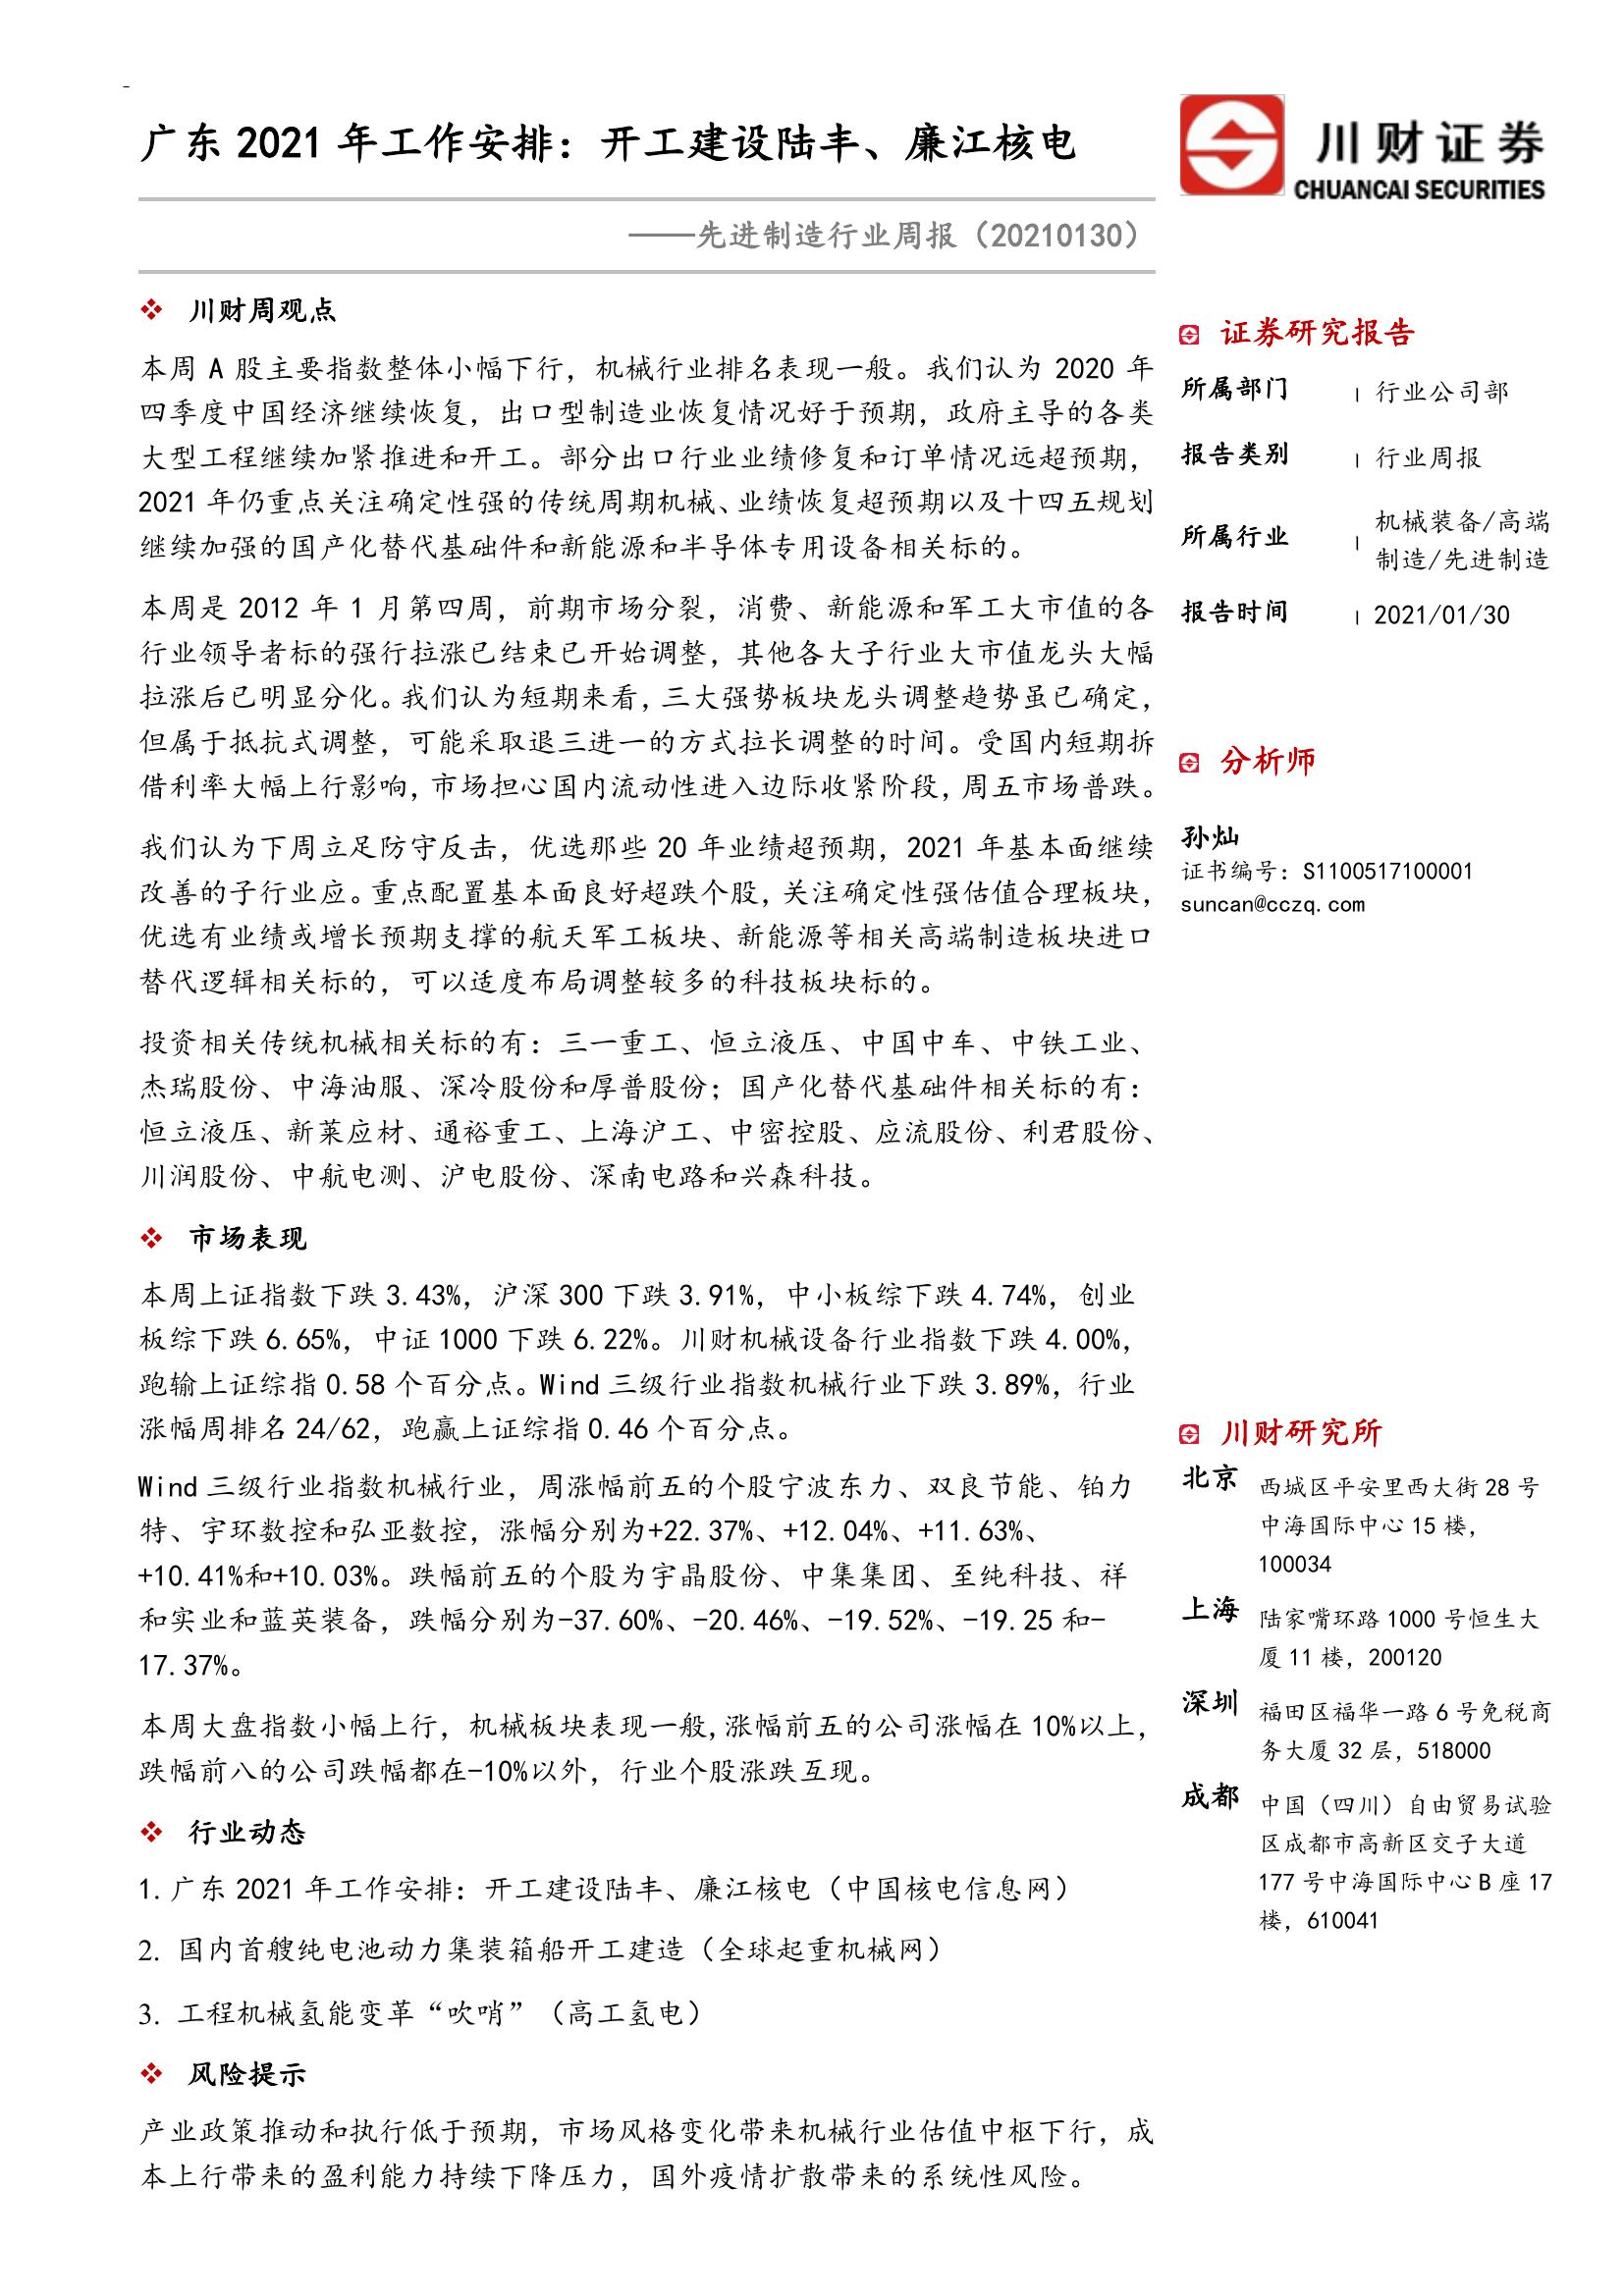 广东 2021 年工作安排：开工建设陆丰、廉江核电
——先进制造行业周报（20210130）
川财周观点
本周 A 股主要指数整体小幅下行，机械行业排名表现一般。我们认为 2020 年
四季度中国经济继续恢复，出口型制造业恢复情况好于预期，政府主导的各类
大型工程继续加紧推进和开工。部分出口行业业绩修复和订单情况远超预期，
2021 年仍重点关注确定性强的传统周期机械、业绩恢复超预期以及十四五规划
继续加强的国产化替代基础件和新能源和半导体专用设备相关标的。
本周是 2012 年 1 月第四周，前期市场分裂，消费、新能源和军工大市值的各
行业领导者标的强行拉涨已结束已开始调整，其他各大子行业大市值龙头大幅
拉涨后已明显分化。我们认为短期来看，三大强势板块龙头调整趋势虽已确定，
但属于抵抗式调整，可能采取退三进一的方式拉长调整的时间。受国内短期拆
借利率大幅上行影响，市场担心国内流动性进入边际收紧阶段，周五市场普跌。
我们认为下周立足防守反击，优选那些 20 年业绩超预期，2021 年基本面继续
改善的子行业应。重点配置基本面良好超跌个股，关注确定性强估值合理板块，
优选有业绩或增长预期支撑的航天军工板块、新能源等相关高端制造板块进口
替代逻辑相关标的，可以适度布局调整较多的科技板块标的。
投资相关传统机械相关标的有：三一重工、恒立液压、中国中车、中铁工业、
杰瑞股份、中海油服、深冷股份和厚普股份；国产化替代基础件相关标的有：
恒立液压、新莱应材、通裕重工、上海沪工、中密控股、应流股份、利君股份、
川润股份、中航电测、沪电股份、深南电路和兴森科技。
市场表现
本周上证指数下跌 3.43%，沪深 300 下跌 3.91%，中小板综下跌 4.74%，创业
板综下跌 6.65%，中证 1000 下跌 6.22%。川财机械设备行业指数下跌 4.00%，
跑输上证综指 0.58 个百分点。Wind 三级行业指数机械行业下跌 3.89%，行业
涨幅周排名 24/62，跑赢上证综指 0.46 个百分点。
Wind 三级行业指数机械行业，周涨幅前五的个股宁波东力、双良节能、铂力
特、宇环数控和弘亚数控，涨幅分别为+22.37%、+12.04%、+11.63%、
+10.41%和+10.03%。跌幅前五的个股为宇晶股份、中集集团、至纯科技、祥
和实业和蓝英装备，跌幅分别为-37.60%、-20.46%、-19.52%、-19.25 和-
17.37%。
本周大盘指数小幅上行，机械板块表现一般，涨幅前五的公司涨幅在 10%以上，
跌幅前八的公司跌幅都在-10%以外，行业个股涨跌互现。
行业动态
1. 广东 2021 年工作安排：开工建设陆丰、廉江核电（中国核电信息网）
2. 国内首艘纯电池动力集装箱船开工建造（全球起重机械网）
3. 工程机械氢能变革“吹哨”（高工氢电）
风险提示
产业政策推动和执行低于预期，市场风格变化带来机械行业估值中枢下行，成
本上行带来的盈利能力持续下降压力，国外疫情扩散带来的系统性风险。
川财证券
CHUANCAI SECURITIES
证券研究报告
所属部门 行业公司部
报告类别 行业周报
所属行业 机械装备/高端
制造/先进制造
报告时间 2021/01/30
分析师
孙灿
证书编号：S1100517100001
suncan@cczq.com
川财研究所
北京 西城区平安里西大街 28 号
中海国际中心 15 楼，
100034
上海 陆家嘴环路 1000 号恒生大
厦 11 楼，200120
深圳 福田区福华一路 6 号免税商
务大厦 32 层，518000
成都 中国（四川）自由贸易试验
区成都市高新区交子大道
177 号中海国际中心 B 座 17
楼，610041